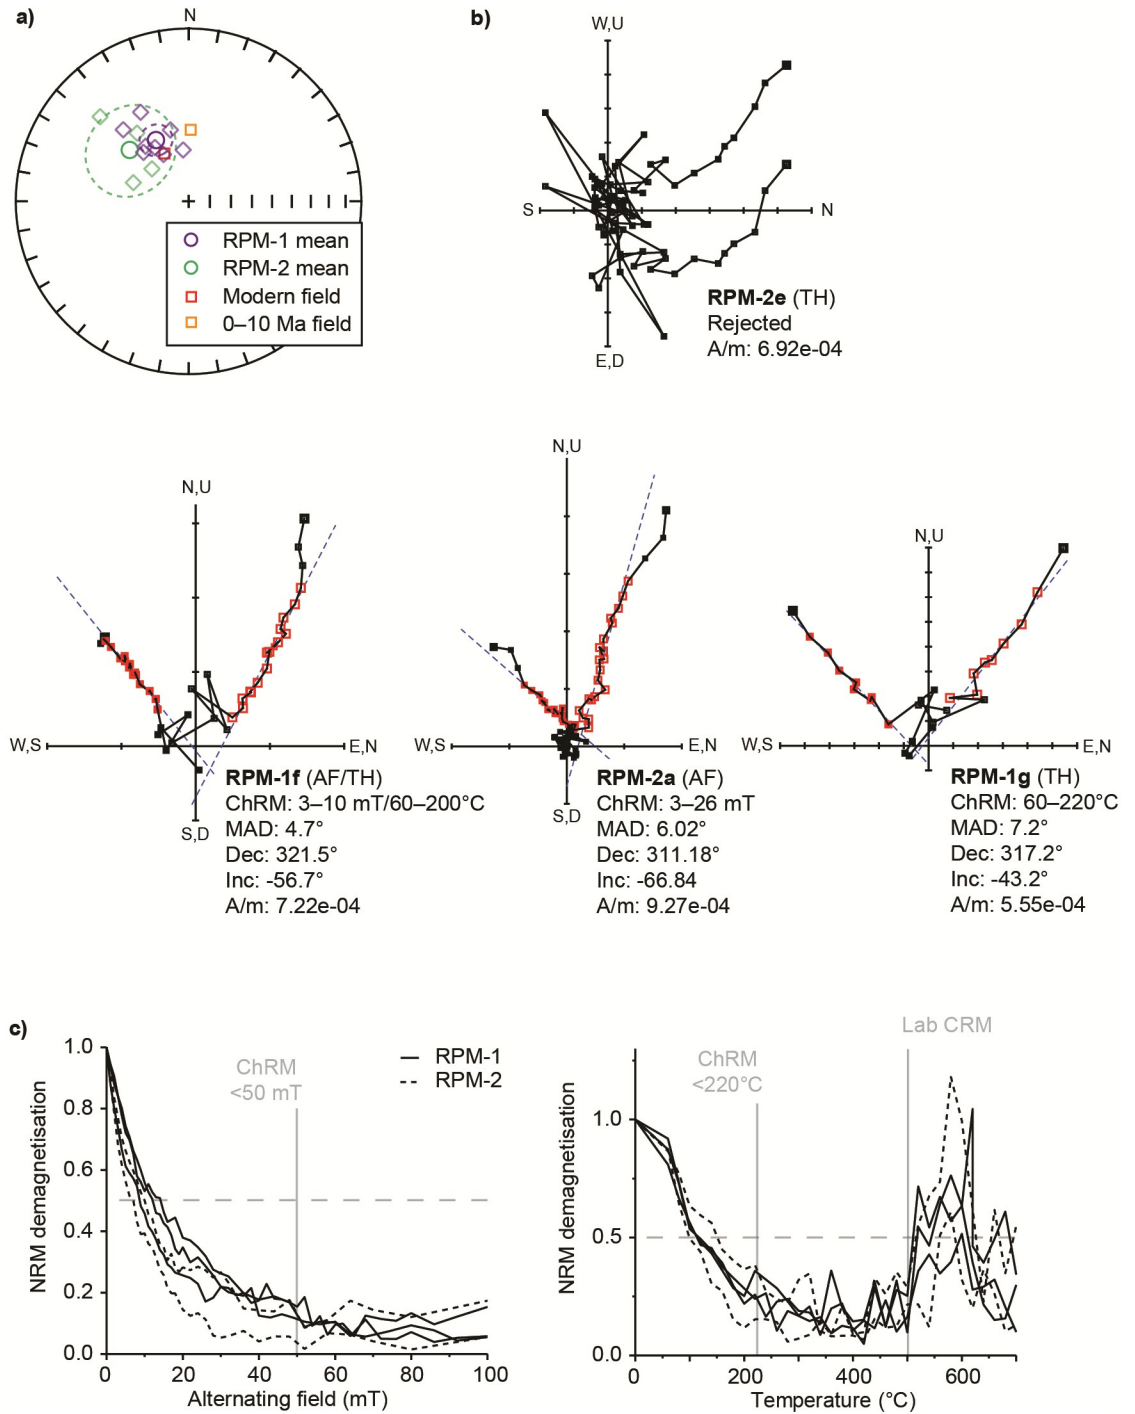 a)
N
RPM-1 mean
RPM-2 mean
Modern field
0–10 Ma field
b)
W,U
S
N
E,D
RPM-2e (TH)
Rejected
A/m: 6.92e-04
N,U
W,S
E,N
S,D
RPM-1f (AF/TH)
ChRM: 3–10 mT/60–200°C
MAD: 4.7°
Dec: 321.5°
Inc: -56.7°
A/m: 7.22e-04
N,U
W,S
E,N
S,D
RPM-2a (AF)
ChRM: 3–26 mT
MAD: 6.02°
Dec: 311.18°
Inc: -66.84
A/m: 9.27e-04
N,U
W,S
E,N
RPM-1g (TH)
ChRM: 60–220°C
MAD: 7.2°
Dec: 317.2°
Inc: -43.2°
A/m: 5.55e-04
c)
NRM demagnetisation
1.0
0.8
0.6
0.4
0.2
0.0
ChRM
<50 mT
RPM-1
RPM-2
0 20 40 60 80 100
Alternating field (mT)
NRM demagnetisation
1.0
0.5
0.0
ChRM
<220°C
Lab CRM
0 200 400 600
Temperature (°C)